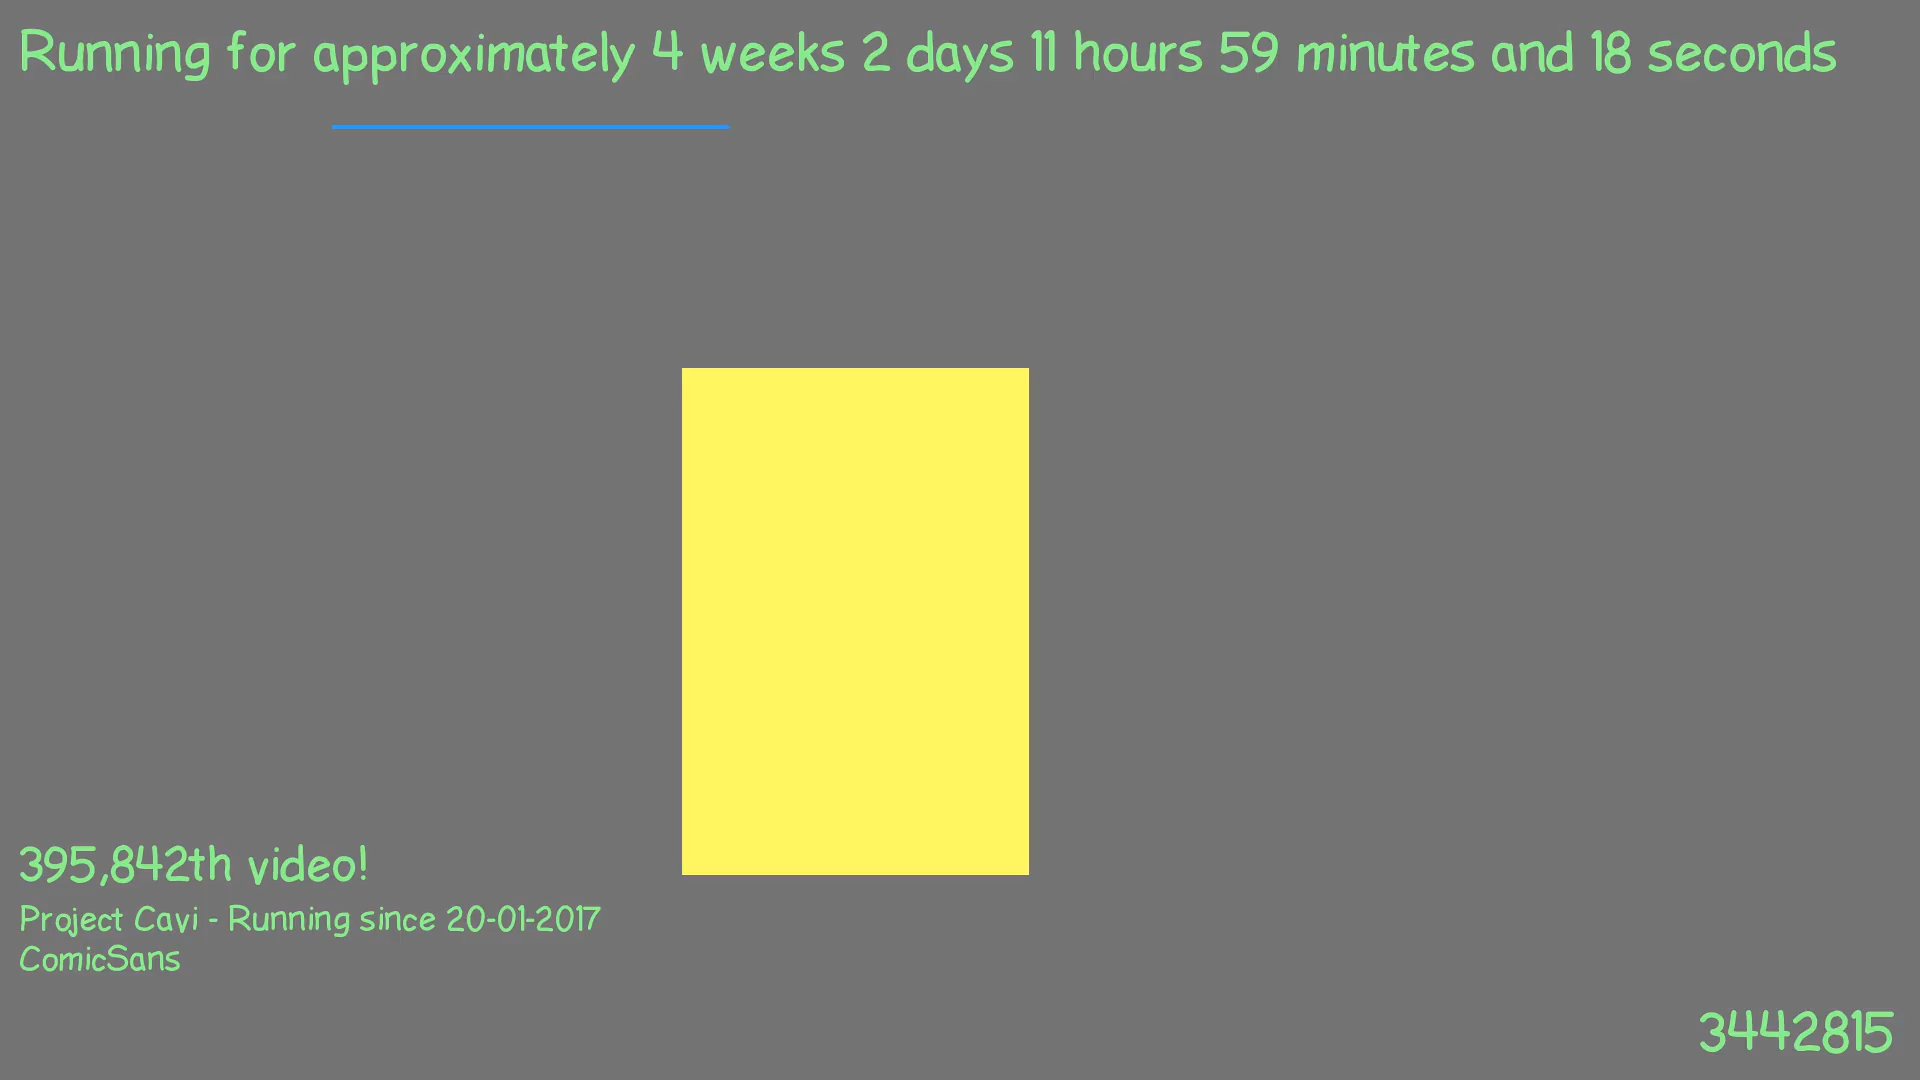 Running for approximately 4 weeks 2 days 11 hours 59 minutes and 18 seconds
395,842th video!
Project Cavi - Running since 20-01-2017
ComicSans
3442815